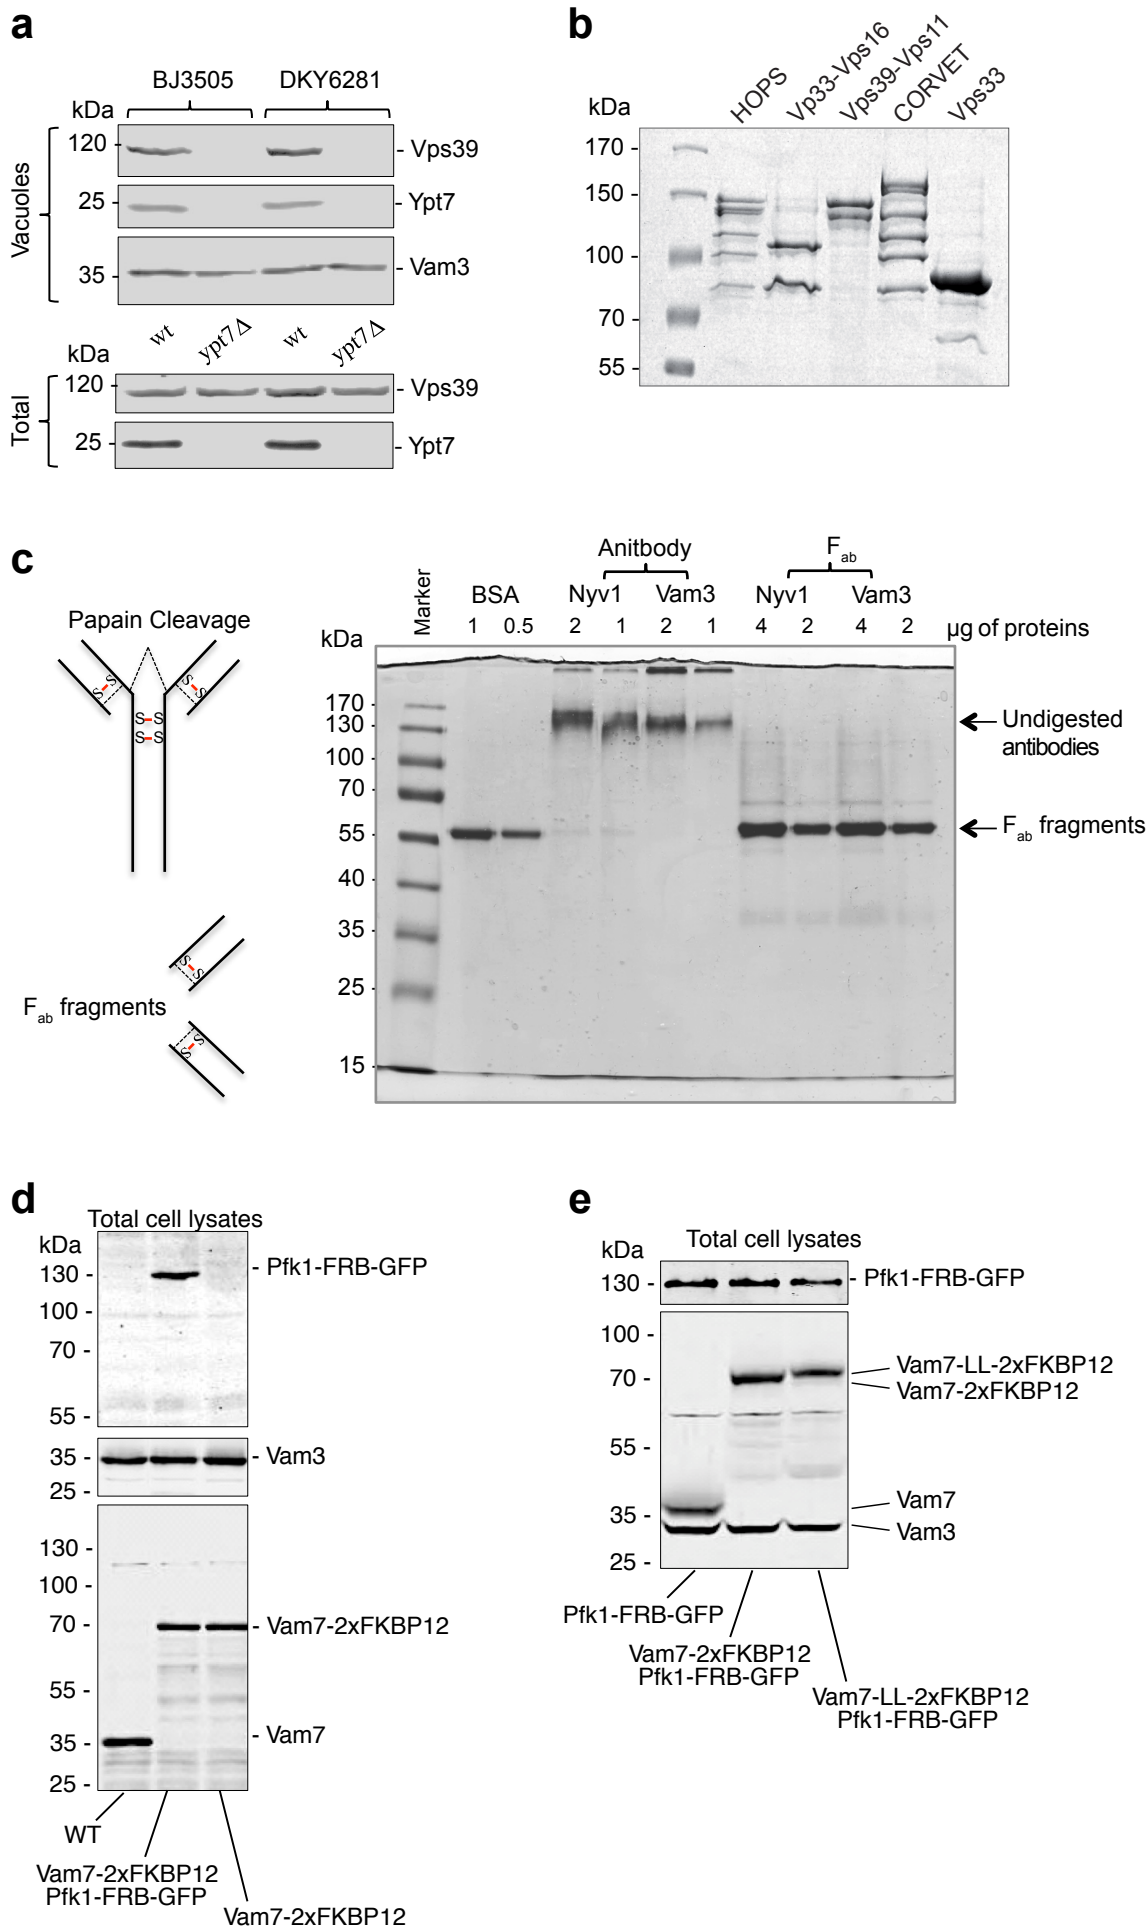 a
BJ3505 DKY6281
kDa
120 - - Vps39
25 - - Ypt7
35 - - Vam3
Vacuoles
wt ypt7Δ wt ypt7Δ
kDa
120 - - Vps39
25 - - Ypt7
Total
b
HOPS Vp33-Vps16 Vps39-Vps11 CORVET Vps33
kDa
170 -
150 -
100 -
70 -
55 -
c
Papain Cleavage
S-S S-S
S-S
S-S
Fab fragments
S-S
S-S
Anitbody Fab
Marker BSA Nyv1 Vam3 Nyv1 Vam3
kDa 1 0.5 2 1 2 1 4 2 4 2 µg of proteins
170 -
130 -
100 -
70 -
55 -
40 -
35 -
25 -
15 -
Undigested
antibodies
Fab fragments
d
Total cell lysates
kDa
130 - - Pfk1-FRB-GFP
100 -
70 -
55 -
35 - - Vam3
25 -
130 -
100 -
70 - - Vam7-2xFKBP12
55 -
35 - - Vam7
25 -
WT
Vam7-2xFKBP12
Pfk1-FRB-GFP
Vam7-2xFKBP12
e
Total cell lysates
kDa
130 - - Pfk1-FRB-GFP
100 -
70 -
55 -
35 -
25 -
Vam7-LL-2xFKBP12
Vam7-2xFKBP12
Vam7
Vam3
Pfk1-FRB-GFP
Vam7-2xFKBP12
Pfk1-FRB-GFP
Vam7-LL-2xFKBP12
Pfk1-FRB-GFP